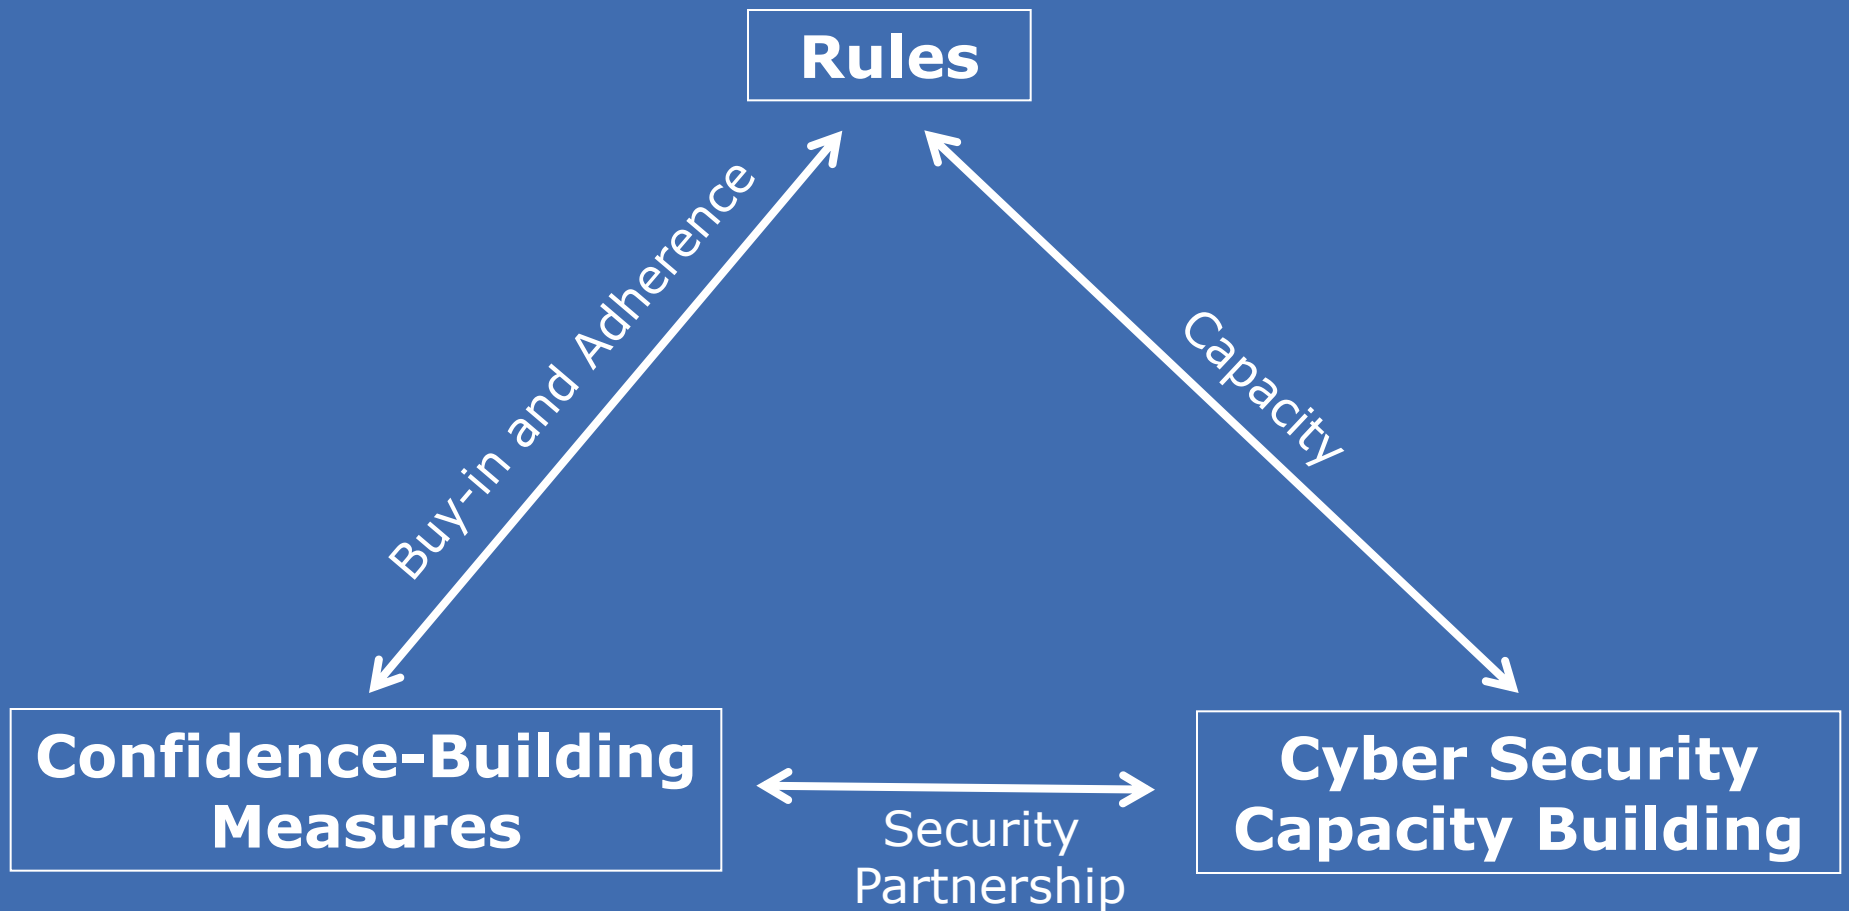 Rules
Buy-in and Adherence
Capacity
Confidence-Building
Measures
Security
Partnership
Cyber Security
Capacity Building